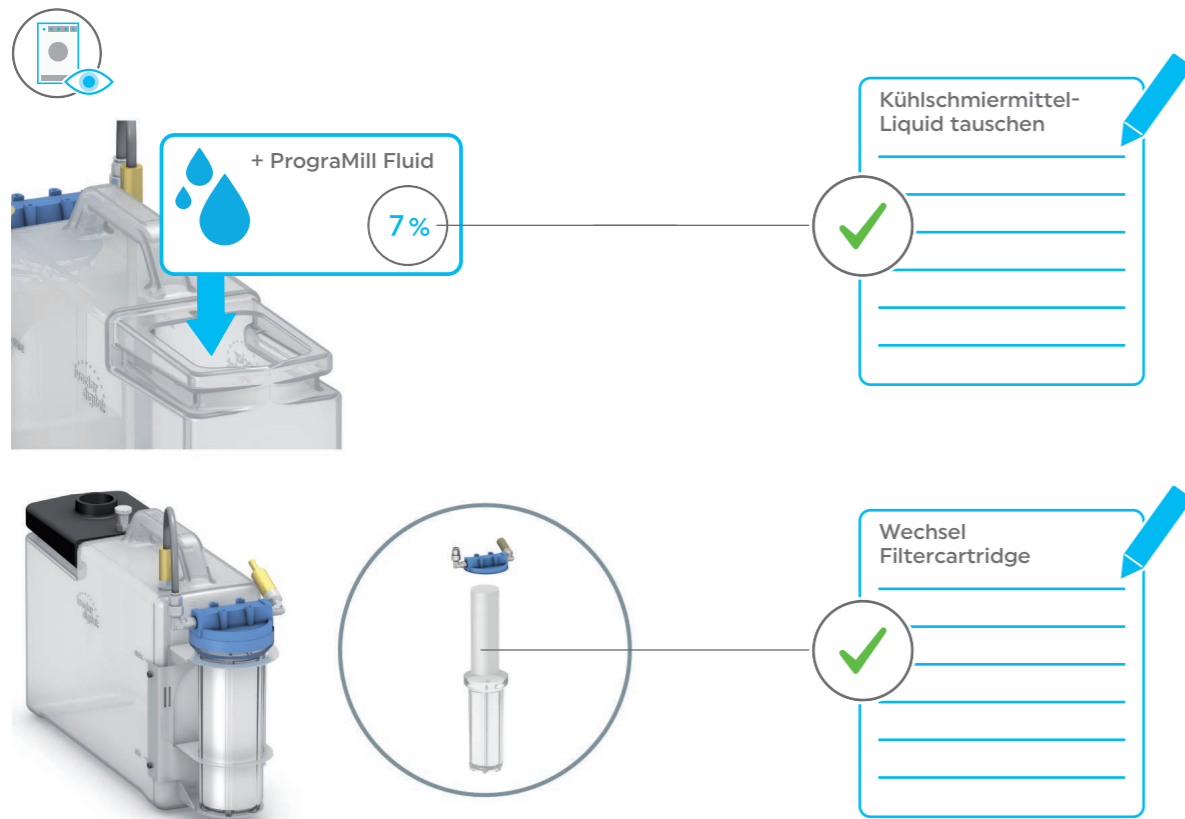 + PrograMill Fluid
7 %
Kühlschmiermittel-
Liquid tauschen
Wechsel
Filtercartridge